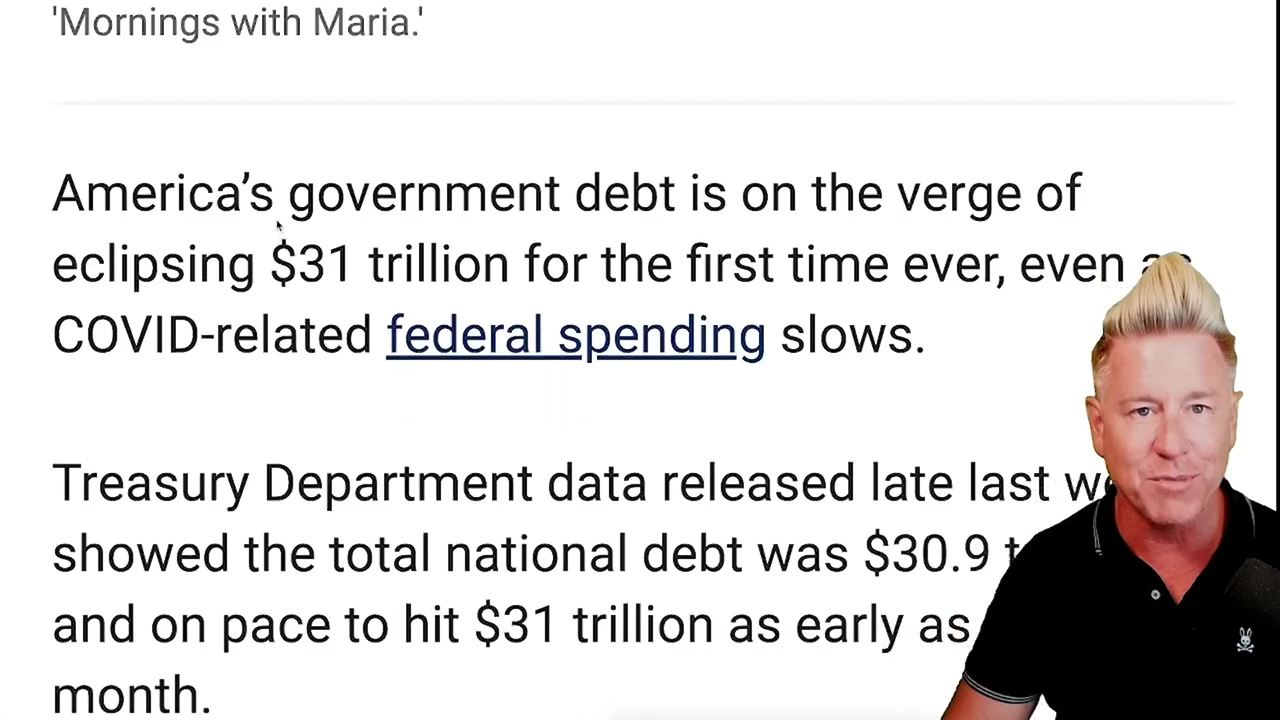 'Mornings with Maria.'
America's government debt is on the verge of
eclipsing $31 trillion for the first time ever, even as
COVID-related federal spending slows.
Treasury Department data released late last
showed the total national debt was $30.9
and on pace to hit $31 trillion as early as
month.